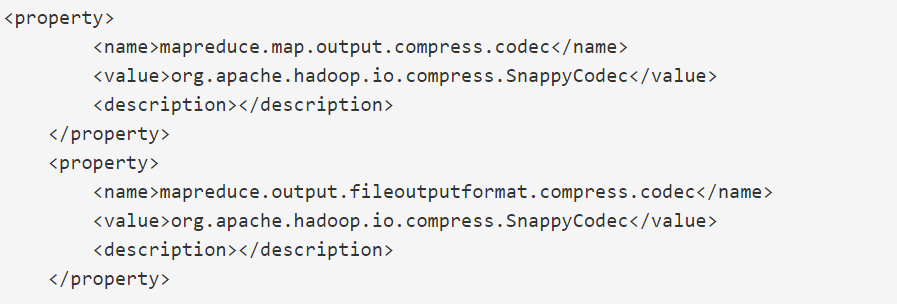 <property>
<name>mapreduce.map.output.compress.codec</name>
<value>org.apache.hadoop.io.compress.SnappyCodec</value>
<description></description>
</property>
<property>
<name>mapreduce.output.fileoutputformat.compress.codec</name>
<value>org.apache.hadoop.io.compress.SnappyCodec</value>
<description></description>
</property>